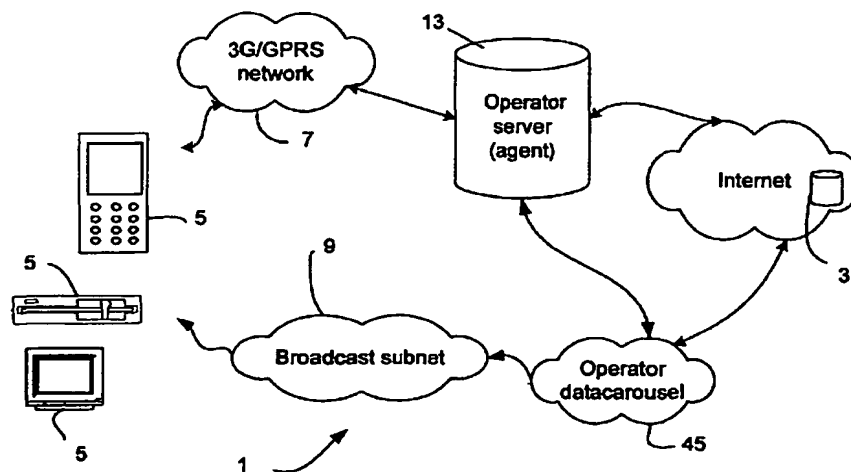 13
3G/GPRS
network
Operator
server
(agent)
7
Internet
5
3
9
5
Broadcast subnet
Operator
datacarousel
5
1
45